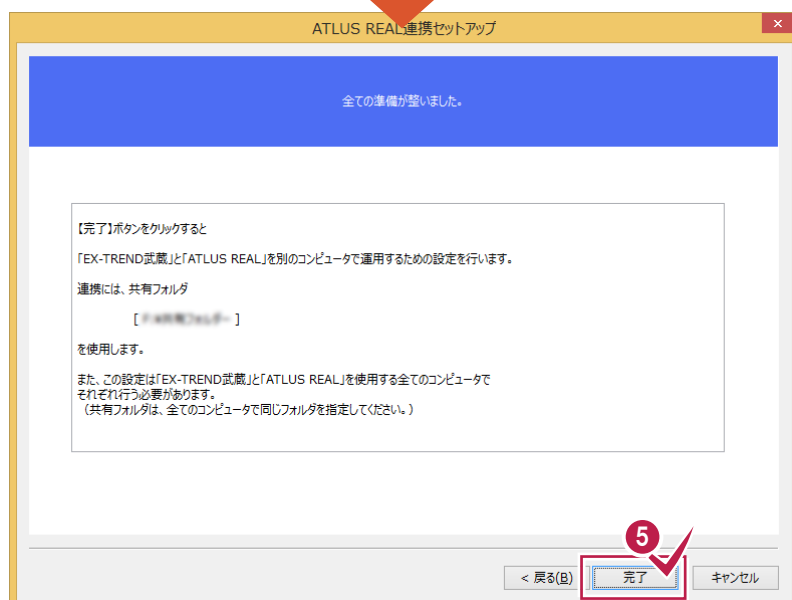 ATLUS REAL連携セットアップ
全ての準備が整いました。
【完了】ボタンをクリックすると
「EX-TREND武蔵」と「ATLUS REAL」を別のコンピュータで運用するための設定を行います。
連携には、共有フォルダ
[ ]
を使用します。
また、この設定は「EX-TREND武蔵」と「ATLUS REAL」を使用する全てのコンピュータで
それぞれ行う必要があります。
（共有フォルダは、全てのコンピュータで同じフォルダを指定してください。）
5
< 戻る(B)
完了
キャンセル